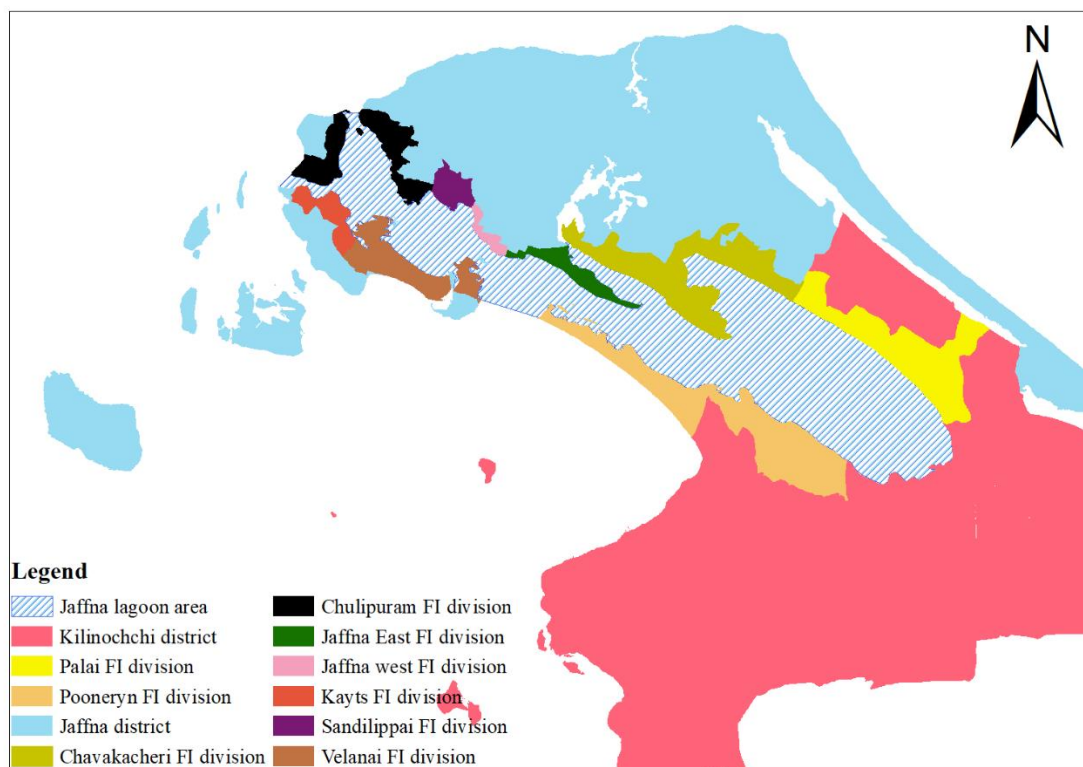 N
Legend
Jaffna lagoon area
Kilinochchi district
Palai FI division
Pooneryn FI division
Jaffna district
Chavakacheri FI division
Chulipuram FI division
Jaffna East FI division
Jaffna west FI division
Kayts FI division
Sandilippai FI division
Velanai FI division